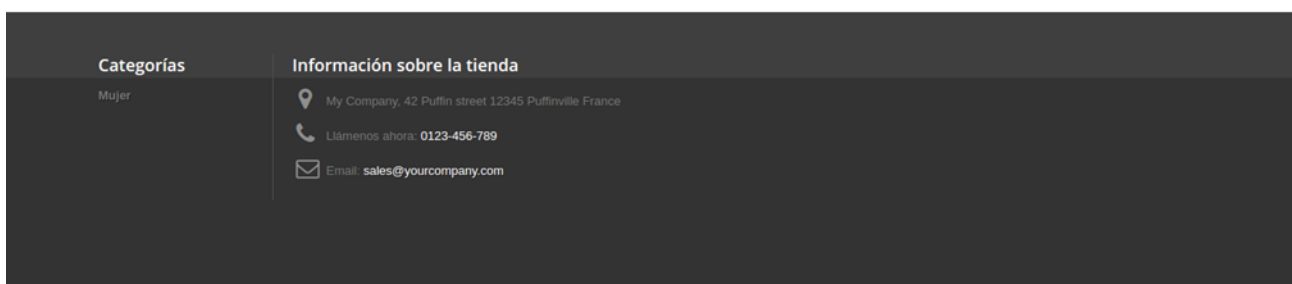 Categorías
Mujer
Información sobre la tienda
My Company, 42 Puffin street 12345 Puffinville France
Llámenos ahora: 0123-456-789
Email: sales@yourcompany.com